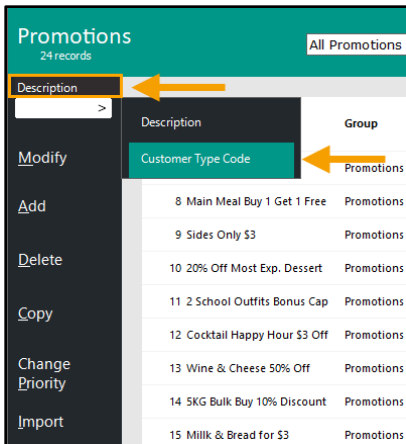 Promotions
24 records
All Promotions
Description
>
Description
Group
Customer Type Code
Promotions
Modify
8 Main Meal Buy 1 Get 1 Free Promotions
Add
9 Sides Only $3 Promotions
Delete
10 20% Off Most Exp. Dessert Promotions
11 2 School Outfits Bonus Cap Promotions
Copy
12 Cocktail Happy Hour $3 Off Promotions
Change
Priority
13 Wine & Cheese 50% Off Promotions
14 5KG Bulk Buy 10% Discount Promotions
Import
15 Millk & Bread for $3 Promotions